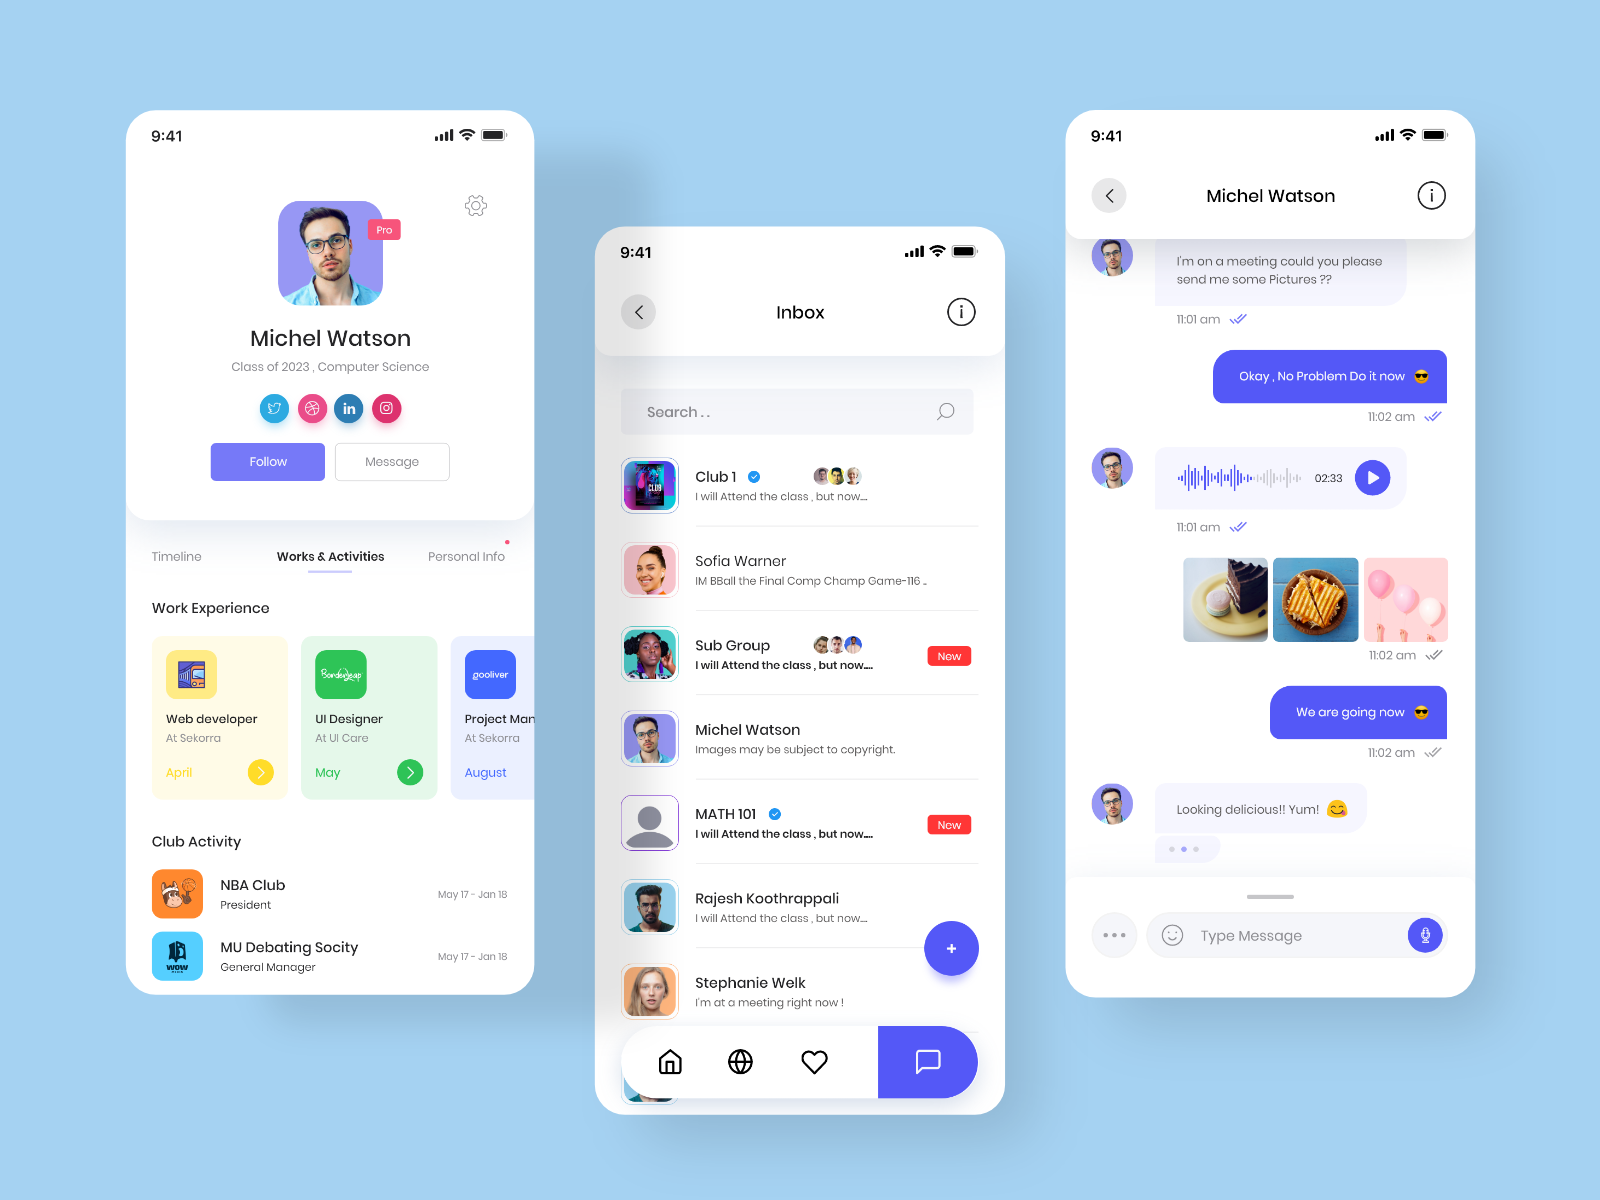 9:41
Pro
Michel Watson
Class of 2023 , Computer Science
Follow
Message
Timeline
Works & Activities
Personal Info
Work Experience
Web developer
At Sekorra
April
Borderleap
UI Designer
At UI Care
May
gooliver
Project Man
At Sekorra
August
Club Activity
NBA Club
President
May 17 - Jan 18
WOW
MU Debating Socity
General Manager
May 17 - Jan 18
9:41
Inbox
Search . .
CLUB
Club 1
I will Attend the class , but now....
Sofia Warner
IM BBall the Final Comp Champ Game-116 ..
Sub Group
I will Attend the class , but now....
New
Michel Watson
Images may be subject to copyright.
MATH 101
I will Attend the class , but now....
New
Rajesh Koothrappali
I will Attend the class , but now....
+
Stephanie Welk
I'm at a meeting right now !
9:41
Michel Watson
I'm on a meeting could you please
send me some Pictures ??
11:01 am
Okay , No Problem Do it now 😎
11:02 am
02:33
11:01 am
11:02 am
We are going now 😎
11:02 am
Looking delicious!! Yum! 🤗
Type Message